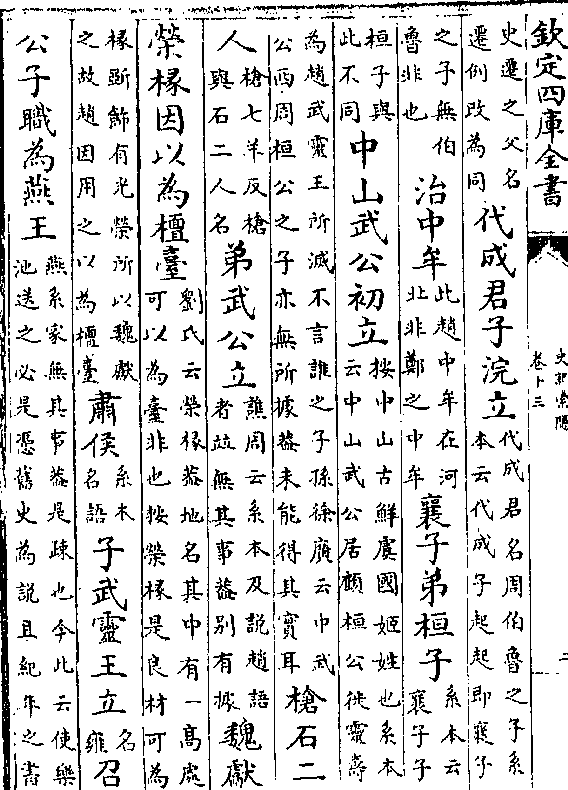 欽定四庫全書
史記索隱
卷十三
二
史遷之父名
遷例改為同
代成君子浣立
代成君名周伯魯之子系
本云代成子起起即襄子
之子無伯
魯非也
治中牟
此趙中牟在河
北非鄭之中牟
襄子弟桓子
系本云
襄子子
桓子與
此不同
中山武公初立
按中山古鮮虞國姬姓也系本
云中山武公居顧桓公徙靈壽
為趙武靈王所滅不言誰之子孫徐廣云中武
公西周桓公之子亦無所據蓋未能得其實耳
槍石二
人
槍七羊反槍
與石二人名
弟武公立
譙周云系本及說趙語
者竝無其事蓋別有據
魏獻
榮椽因以為檀臺
劉氏云榮椽蓋地名其中有一高處
可以為臺非也按榮椽是良材可為
椽斵飾有光榮所以魏獻
之故趙因用之以為檀臺
肅侯
系本
名語
子武靈王立
名
雍
召
公子職為燕王
燕系家無其事蓋是疎也今此云使樂
池送之必是憑舊史為說且紀年之書